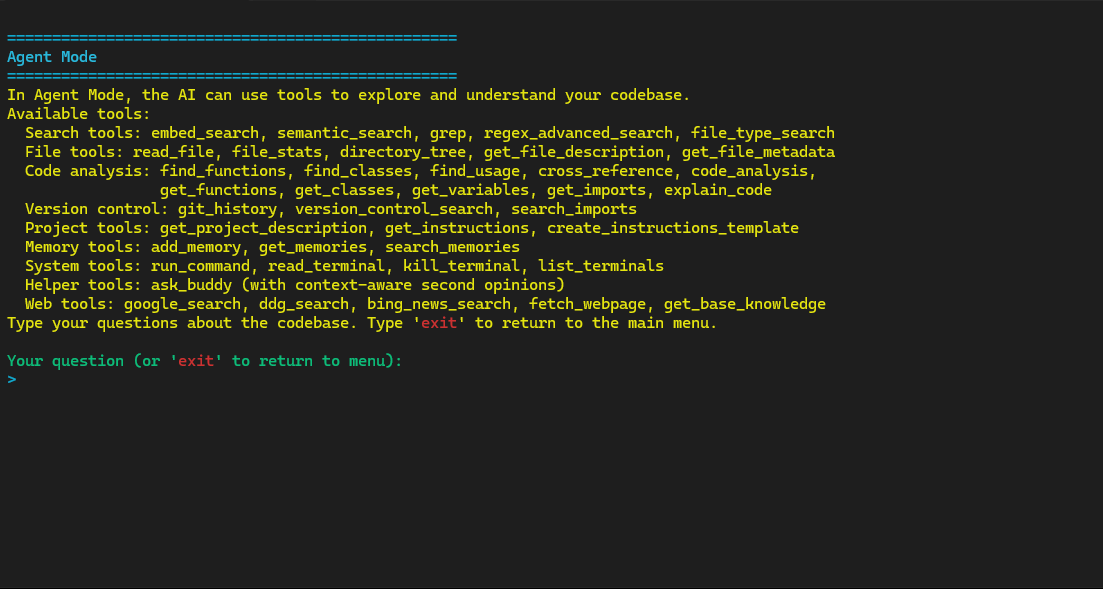 ==================================================
Agent Mode
==================================================
In Agent Mode, the AI can use tools to explore and understand your codebase.
Available tools:
  Search tools: embed_search, semantic_search, grep, regex_advanced_search, file_type_search
  File tools: read_file, file_stats, directory_tree, get_file_description, get_file_metadata
  Code analysis: find_functions, find_classes, find_usage, cross_reference, code_analysis,
                 get_functions, get_classes, get_variables, get_imports, explain_code
  Version control: git_history, version_control_search, search_imports
  Project tools: get_project_description, get_instructions, create_instructions_template
  Memory tools: add_memory, get_memories, search_memories
  System tools: run_command, read_terminal, kill_terminal, list_terminals
  Helper tools: ask_buddy (with context-aware second opinions)
  Web tools: google_search, ddg_search, bing_news_search, fetch_webpage, get_base_knowledge
Type your questions about the codebase. Type 'exit' to return to the main menu.
Your question (or 'exit' to return to menu):
>